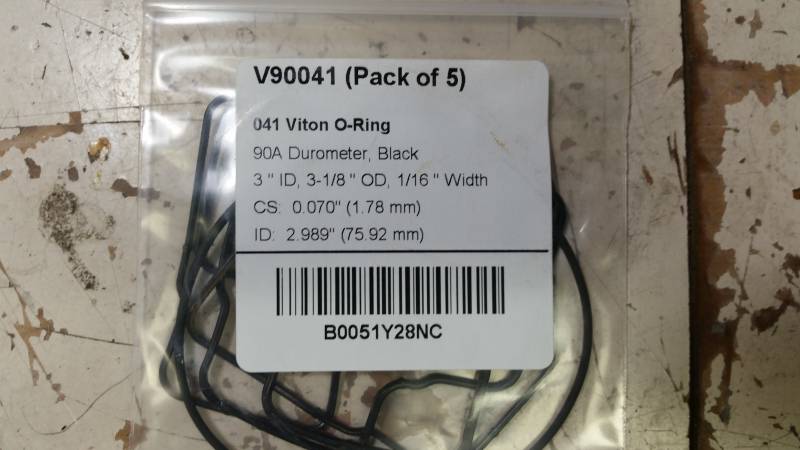 V90041 (Pack of 5)
041 Viton O-Ring
90A Durometer, Black
3 " ID, 3-1/8 " OD, 1/16 " Width
CS: 0.070" (1.78 mm)
ID: 2.989" (75.92 mm)
B0051Y28NC